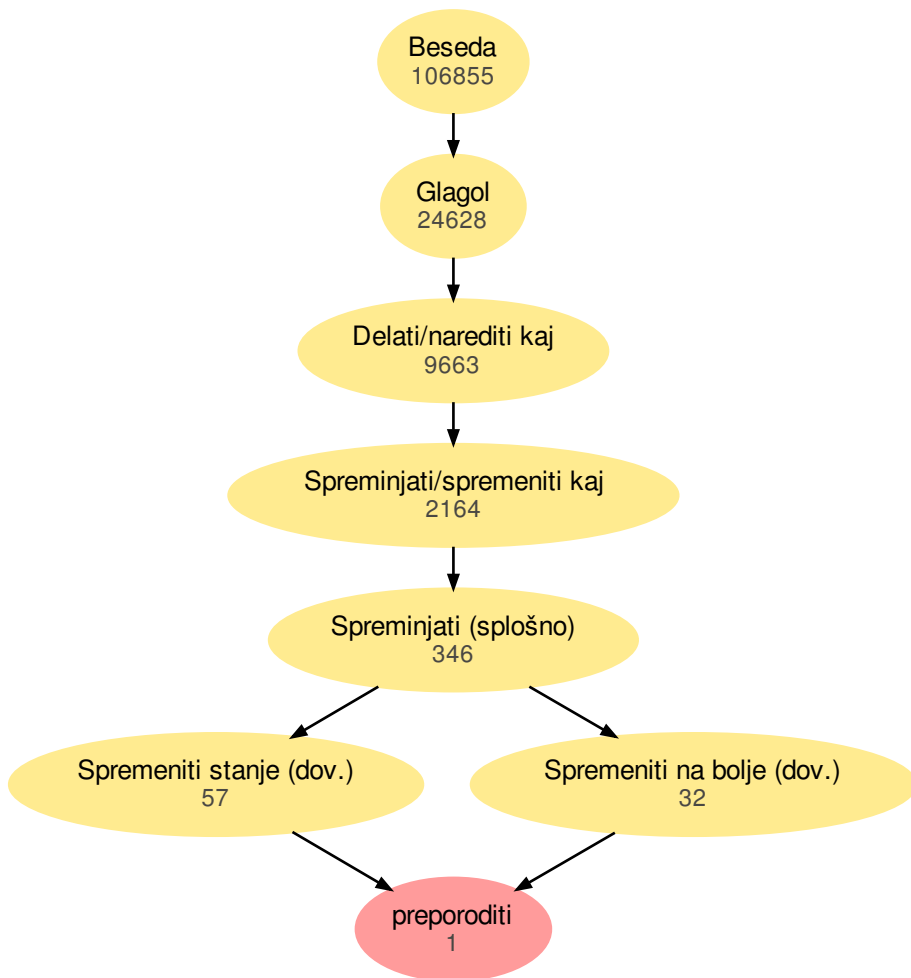 Beseda
106855
Glagol
24628
Delati/narediti kaj
9663
Spreminjati/spremeniti kaj
2164
Spreminjati (splošno)
346
Spremeniti stanje (dov.)
57
Spremeniti na bolje (dov.)
32
preporoditi
1